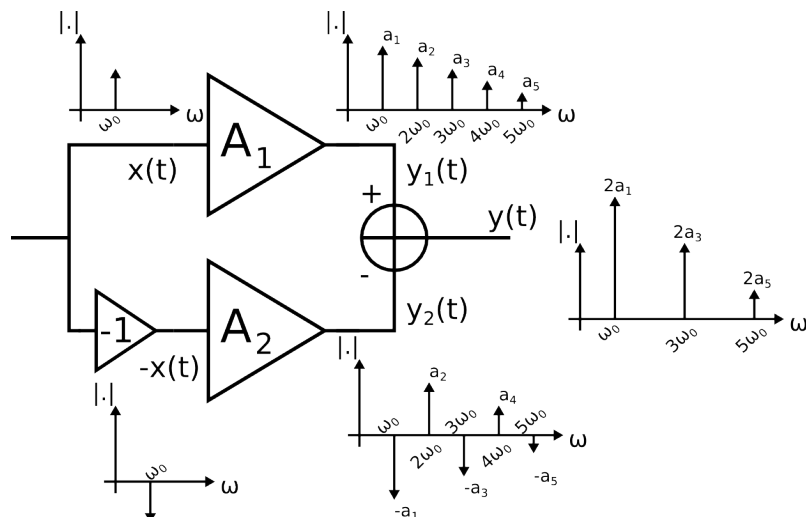 |.|
ω₀
ω
x(t)
A₁
|.|
a₁
a₂
a₃
a₄
a₅
ω₀
2ω₀
3ω₀
4ω₀
5ω₀
ω
y₁(t)
+
-
y(t)
|.|
2a₁
2a₃
2a₅
ω₀
3ω₀
5ω₀
ω
-1
-x(t)
A₂
y₂(t)
|.|
ω₀
ω
|.|
a₂
a₄
ω₀
2ω₀
3ω₀
4ω₀
5ω₀
ω
-a₁
-a₃
-a₅